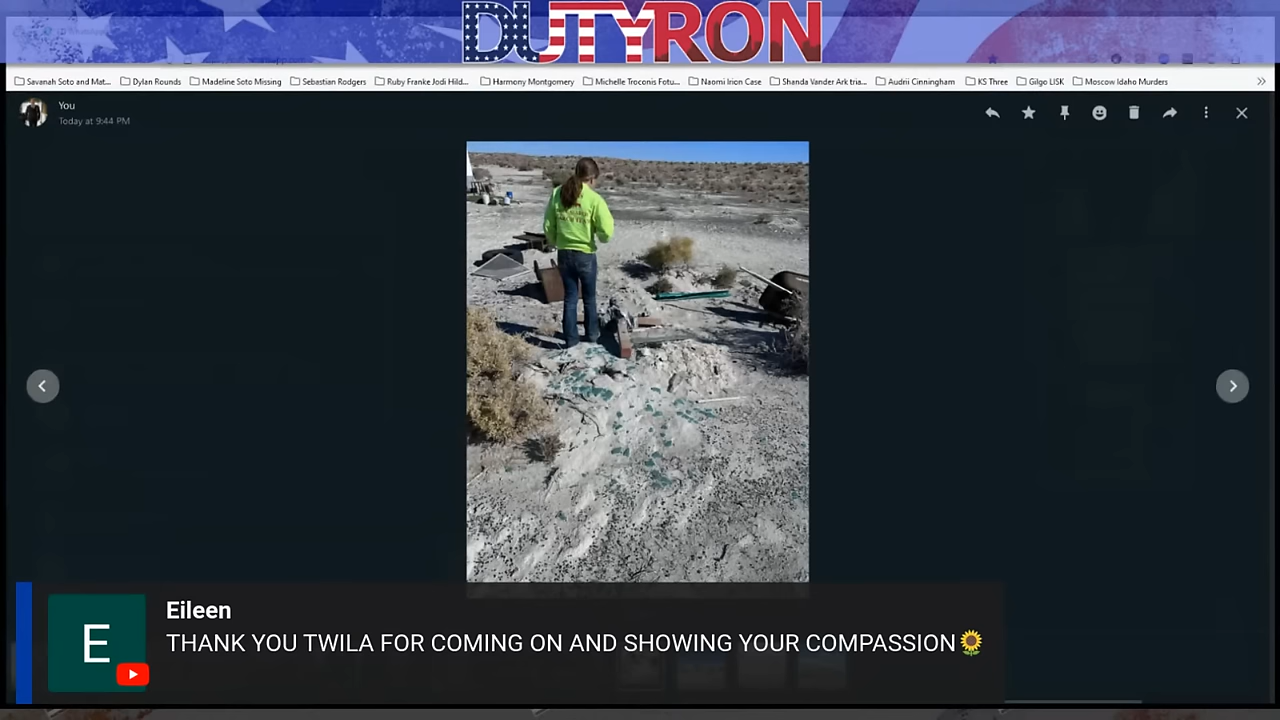 DUTYRON
Savanah Soto and Mat...
Dylan Rounds
Madeline Soto Missing
Sebastian Rodgers
Ruby Franke Jodi Hild...
Harmony Montgomery
Michelle Troconis Fotu...
Naomi Irion Case
Shanda Vander Ark tria...
Audrii Cinningham
KS Three
Gilgo LISK
Moscow Idaho Murders
You
Today at 9:44 PM
E
Eileen
THANK YOU TWILA FOR COMING ON AND SHOWING YOUR COMPASSION🌻